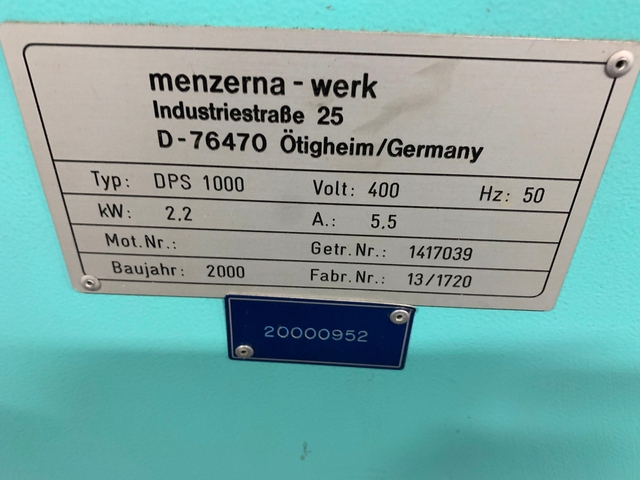 menzerna - werk
Industriestraße 25
D-76470 Ötigheim/Germany
Typ: DPS 1000 Volt: 400 Hz: 50
kW: 2.2 A.: 5,5
Mot.Nr.: Getr.Nr.: 1417039
Baujahr: 2000 Fabr.Nr.: 13/1720
20000952